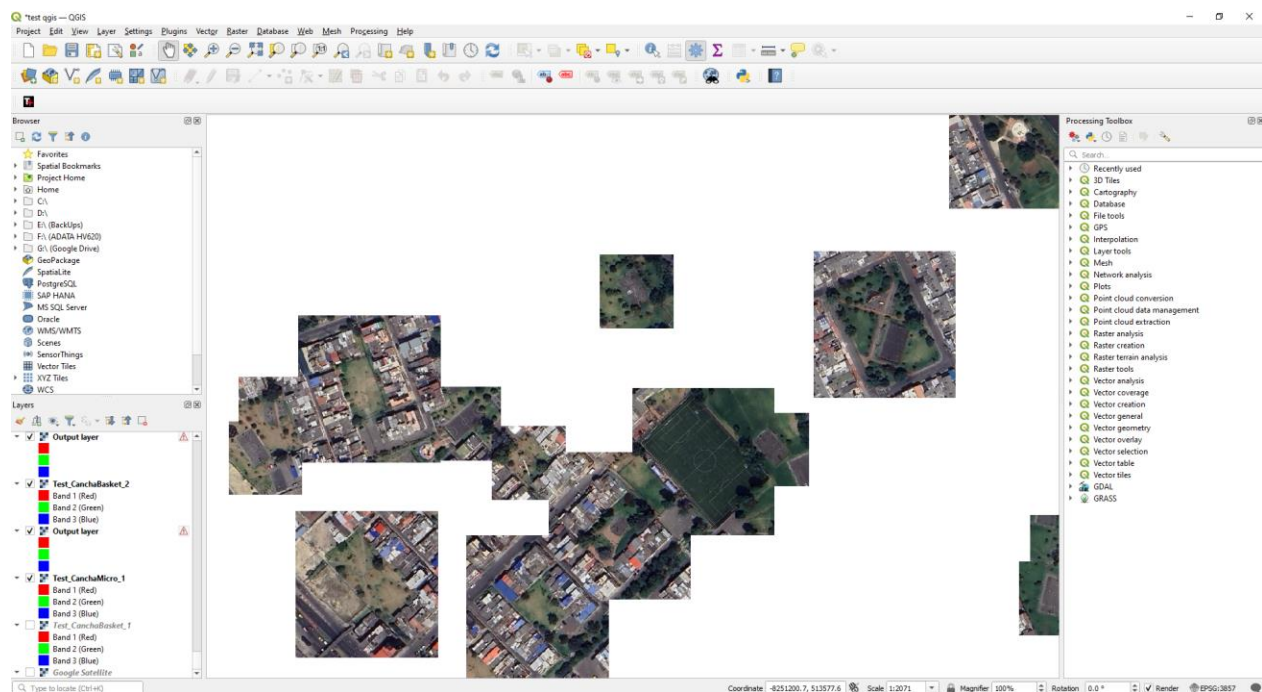 *test qgis — QGIS
Project Edit View Layer Settings Plugins Vector Raster Database Web Mesh Processing Help
Browser
Favorites
Spatial Bookmarks
Project Home
Home
C:\
D:\
E:\ (BackUps)
F:\ (ADATA HV620)
G:\ (Google Drive)
GeoPackage
SpatiaLite
PostgreSQL
SAP HANA
MS SQL Server
Oracle
WMS/WMTS
Scenes
SensorThings
Vector Tiles
XYZ Tiles
WCS
Layers
Output layer
Test_CanchaBasket_2
Band 1 (Red)
Band 2 (Green)
Band 3 (Blue)
Output layer
Test_CanchaMicro_1
Band 1 (Red)
Band 2 (Green)
Band 3 (Blue)
Test_CanchaBasket_1
Band 1 (Red)
Band 2 (Green)
Band 3 (Blue)
Google Satellite
Processing Toolbox
Search...
Recently used
3D Tiles
Cartography
Database
File tools
GPS
Interpolation
Layer tools
Mesh
Network analysis
Plots
Point cloud conversion
Point cloud data management
Point cloud extraction
Raster analysis
Raster creation
Raster terrain analysis
Raster tools
Vector analysis
Vector coverage
Vector creation
Vector general
Vector geometry
Vector overlay
Vector selection
Vector table
Vector tiles
GDAL
GRASS
Type to locate (Ctrl+K)
Coordinate -8251200.7, 513577.6 Scale 1:2071 Magnifier 100% Rotation 0.0 ° Render EPSG:3857